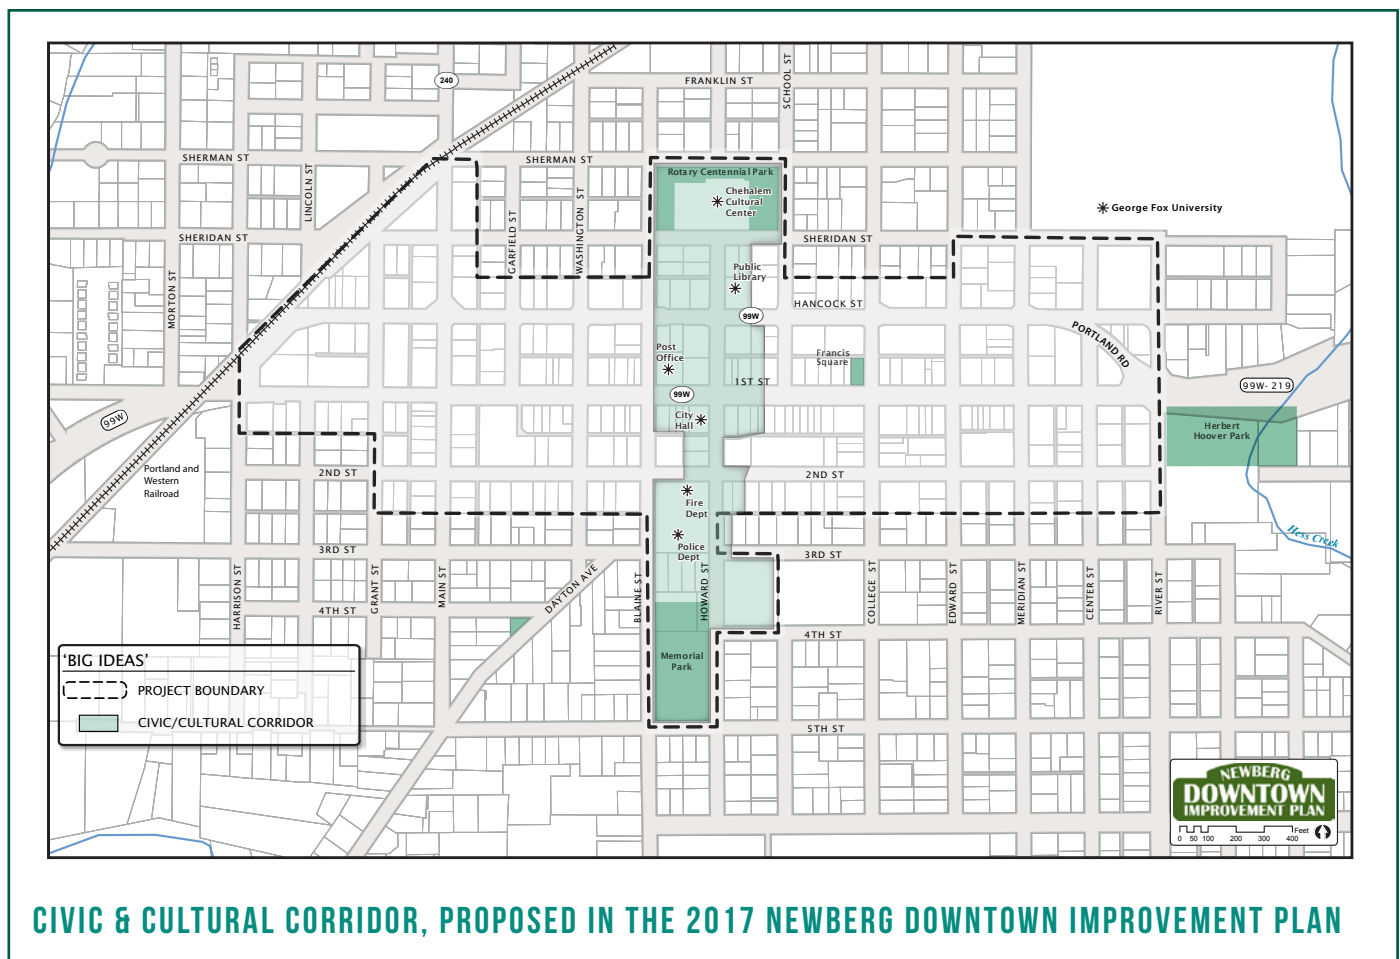 FRANKLIN ST
SCHOOL ST
240
SHERMAN ST
SHERMAN ST
Rotary Centennial Park
LINCOLN ST
Chehalem
Cultural
Center
George Fox University
GARFIELD ST
WASHINGTON ST
SHERIDAN ST
SHERIDAN ST
MORTON ST
Public
Library
HANCOCK ST
99W
PORTLAND RD
Post
Office
Francis
Square
1ST ST
99W-219
99W
99W
City
Hall
Herbert
Hoover Park
Portland and
Western
Railroad
2ND ST
2ND ST
Fire
Dept
Hess Creek
Police
Dept
3RD ST
3RD ST
HARRISON ST
GRANT ST
MAIN ST
DAYTON AVE
BLAINE ST
HOWARD ST
COLLEGE ST
EDWARD ST
MERIDIAN ST
CENTER ST
RIVER ST
4TH ST
4TH ST
Memorial
Park
'BIG IDEAS'
PROJECT BOUNDARY
CIVIC/CULTURAL CORRIDOR
5TH ST
NEWBERG
DOWNTOWN
IMPROVEMENT PLAN
Feet
0 50 100 200 300 400
CIVIC & CULTURAL CORRIDOR, PROPOSED IN THE 2017 NEWBERG DOWNTOWN IMPROVEMENT PLAN